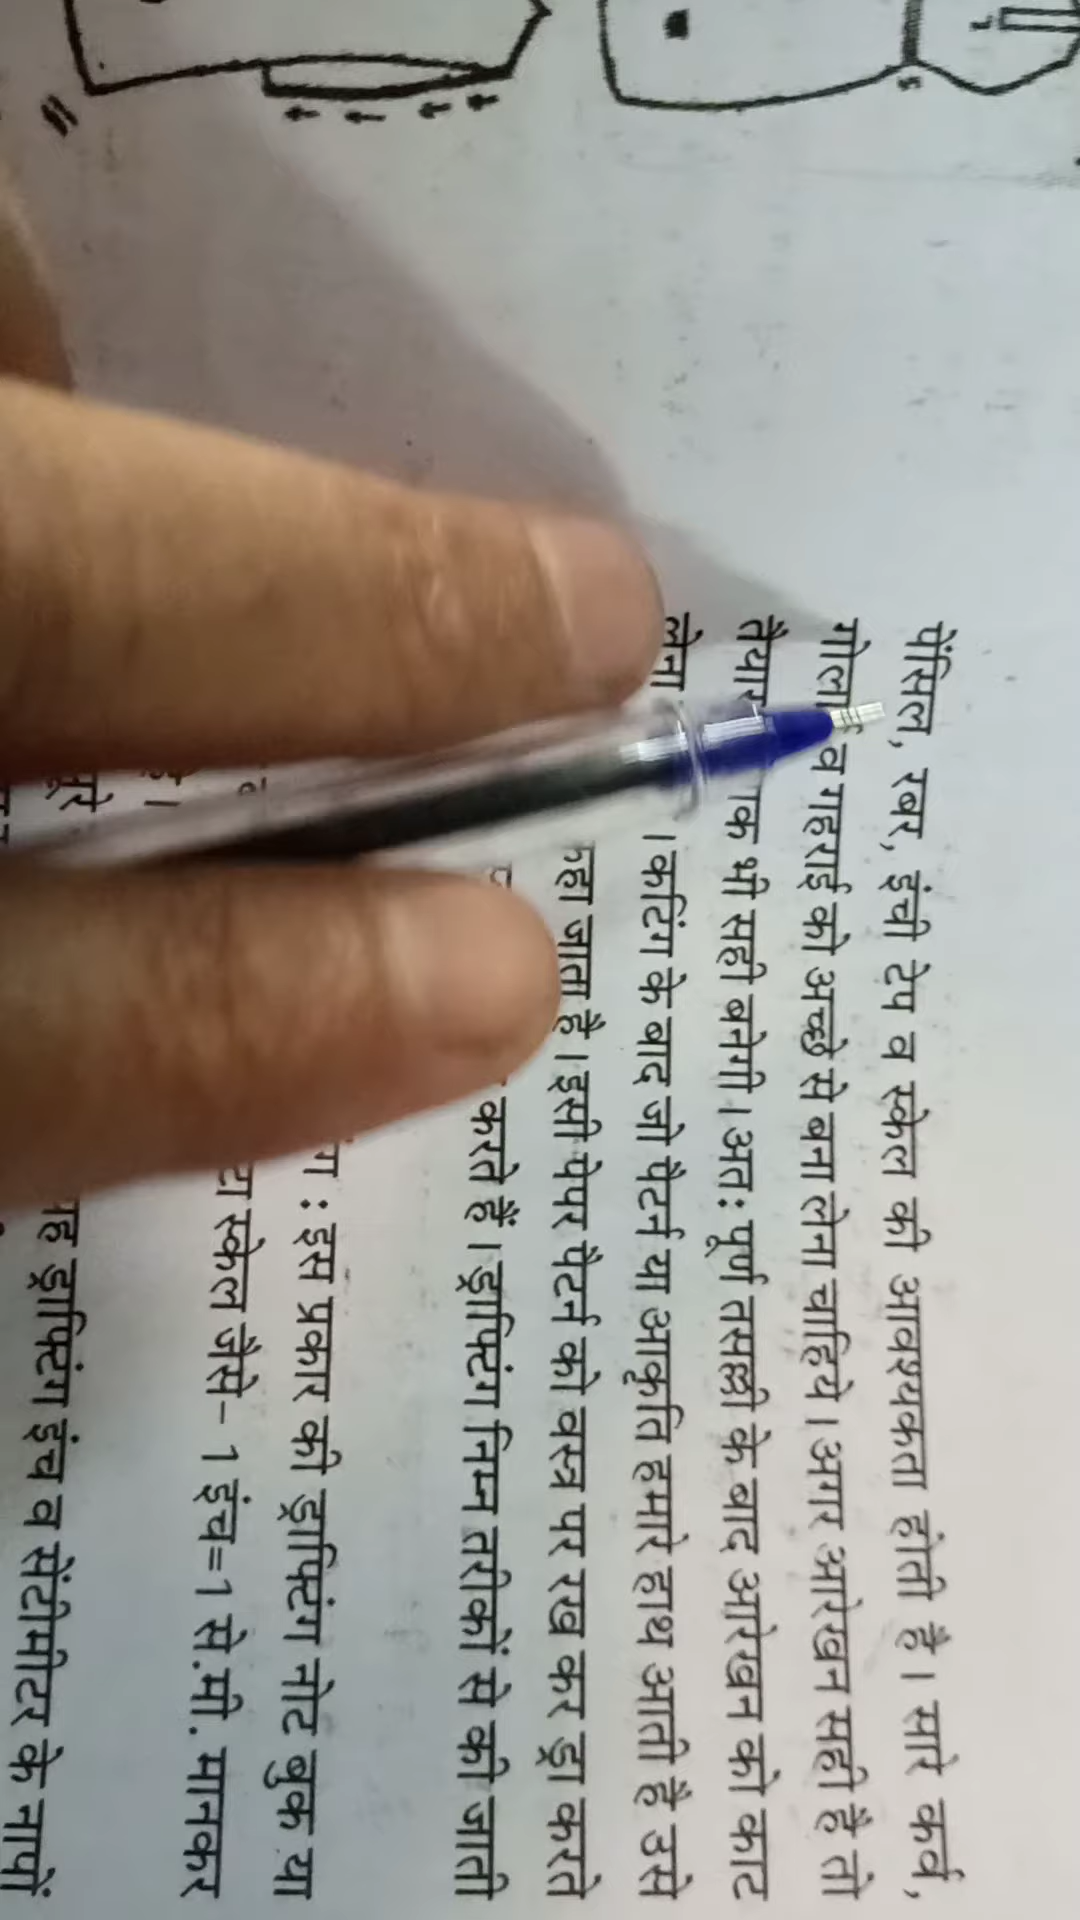 पेंसिल, रबर, इंची टेप व स्केल की आवश्यकता होती है। सारे कर्व,
व गहराई को अच्छे से बना लेना चाहिये। अगर आरेखन सही है तो
भी सही बनेगी। अतः पूर्ण तसल्ली के बाद आरेखन को काट
लेना । कटिंग के बाद जो पैटर्न या आकृति हमारे हाथ आती है उसे
कहा जाता है। इसी पेपर पैटर्न को वस्त्र पर रख कर ड्रा करते
करते हैं। ड्राफ्टिंग निम्न तरीकों से की जाती
: इस प्रकार की ड्राफ्टिंग नोट बुक या
स्केल जैसे- 1 इंच=1 से.मी. मानकर
ड्राफ्टिंग इंच व सेंटीमीटर के नापों